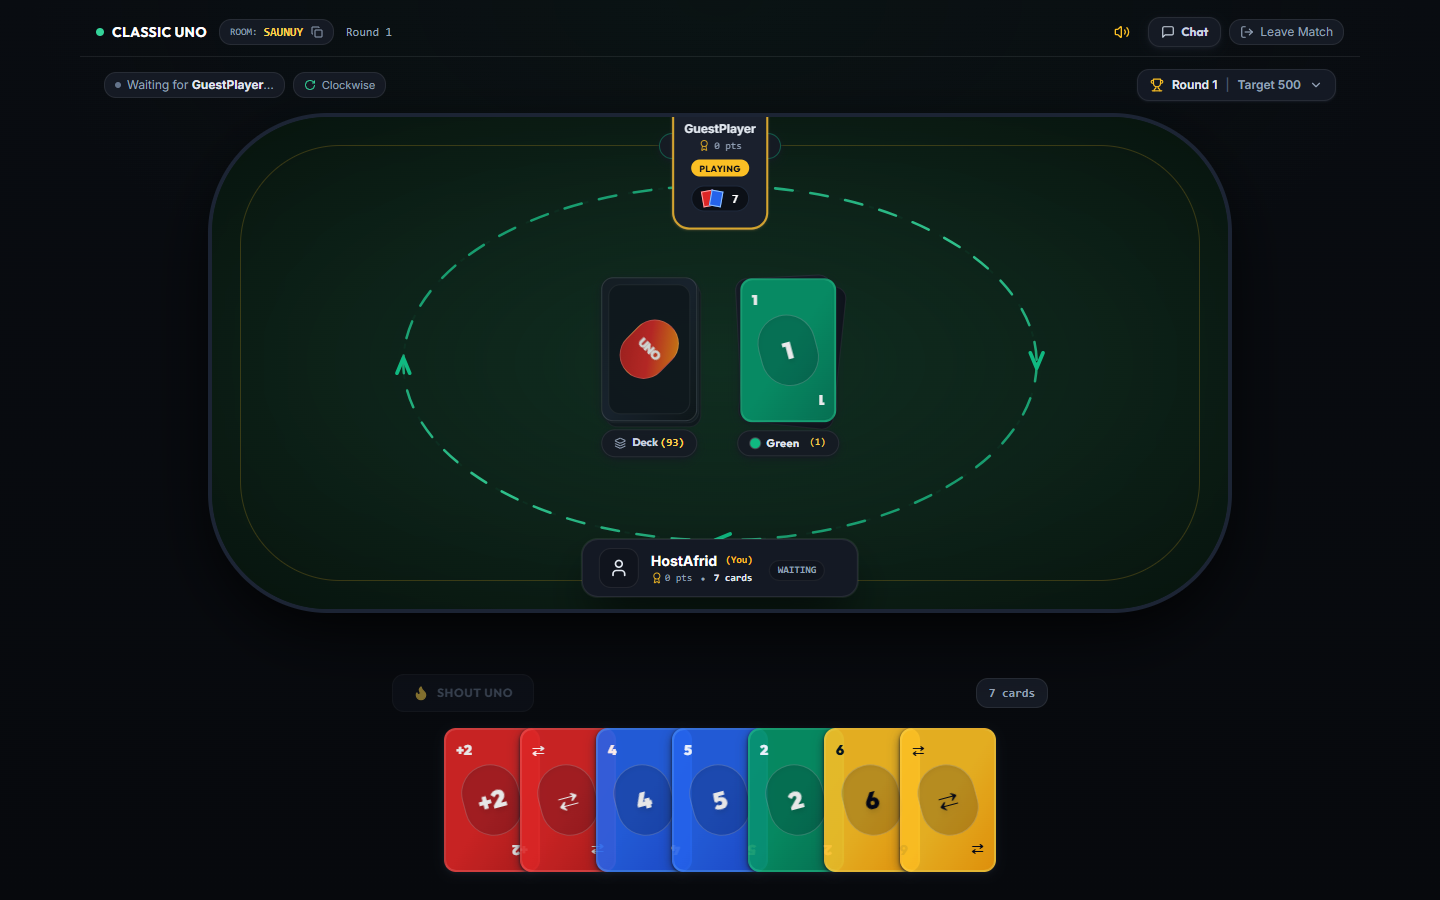 CLASSIC UNO
ROOM: SAUNUY
Round 1
Chat
Leave Match
Waiting for GuestPlayer...
Clockwise
Round 1 | Target 500
GuestPlayer
0 pts
PLAYING
7
UNO
1
1
1
Deck (93)
Green (1)
HostAfrid (You)
0 pts • 7 cards
WAITING
SHOUT UNO
7 cards
+2
4
5
2
6
+2
4
5
2
6